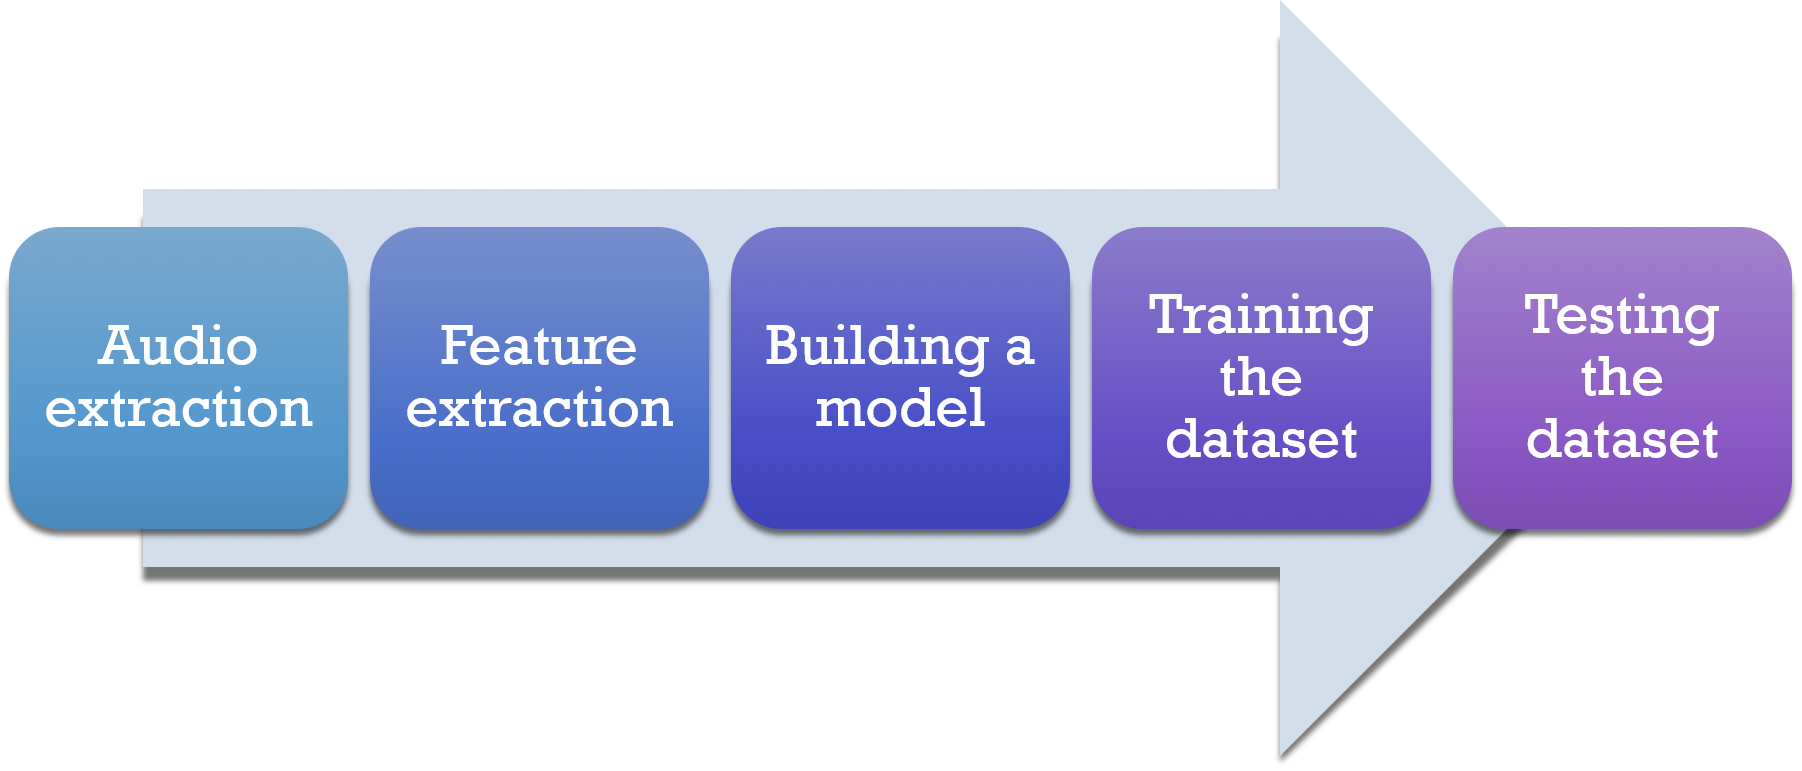 Audio
extraction
Feature
extraction
Building a
model
Training
the
dataset
Testing
the
dataset